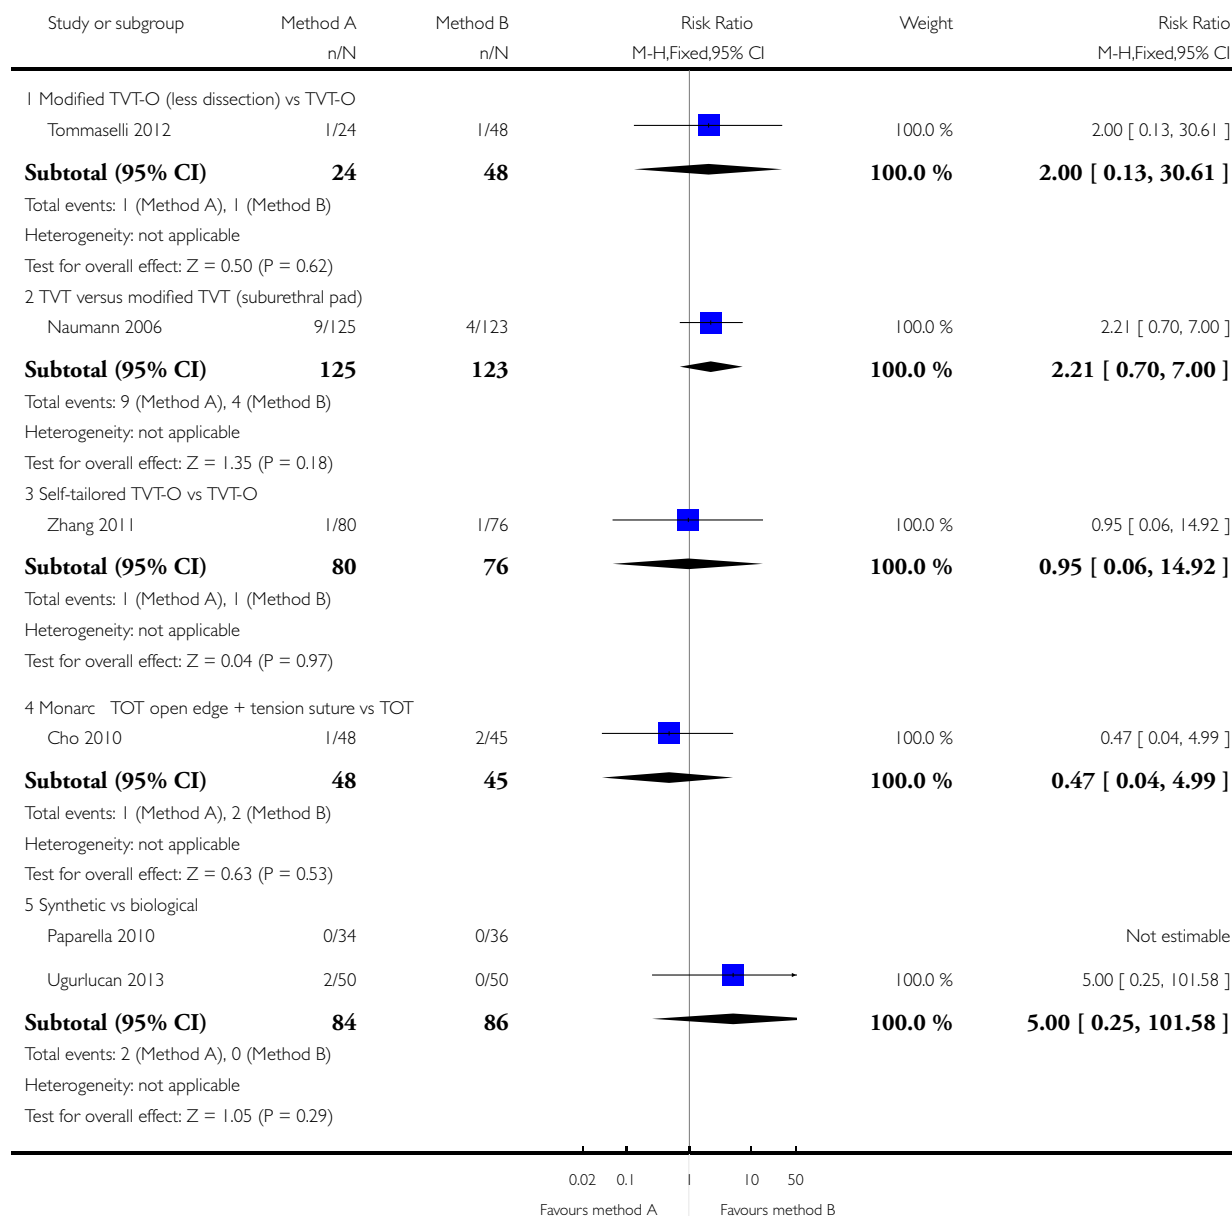 Study or subgroup Method A Method B Risk Ratio Weight Risk Ratio
n/N n/N M-H,Fixed,95% CI M-H,Fixed,95% CI
1 Modified TVT-O (less dissection) vs TVT-O
Tommaselli 2012 1/24 1/48 100.0 % 2.00 [ 0.13, 30.61 ]
Subtotal (95% CI) 24 48 100.0 % 2.00 [ 0.13, 30.61 ]
Total events: 1 (Method A), 1 (Method B)
Heterogeneity: not applicable
Test for overall effect: Z = 0.50 (P = 0.62)
2 TVT versus modified TVT (suburethral pad)
Naumann 2006 9/125 4/123 100.0 % 2.21 [ 0.70, 7.00 ]
Subtotal (95% CI) 125 123 100.0 % 2.21 [ 0.70, 7.00 ]
Total events: 9 (Method A), 4 (Method B)
Heterogeneity: not applicable
Test for overall effect: Z = 1.35 (P = 0.18)
3 Self-tailored TVT-O vs TVT-O
Zhang 2011 1/80 1/76 100.0 % 0.95 [ 0.06, 14.92 ]
Subtotal (95% CI) 80 76 100.0 % 0.95 [ 0.06, 14.92 ]
Total events: 1 (Method A), 1 (Method B)
Heterogeneity: not applicable
Test for overall effect: Z = 0.04 (P = 0.97)
4 Monarc TOT open edge + tension suture vs TOT
Cho 2010 1/48 2/45 100.0 % 0.47 [ 0.04, 4.99 ]
Subtotal (95% CI) 48 45 100.0 % 0.47 [ 0.04, 4.99 ]
Total events: 1 (Method A), 2 (Method B)
Heterogeneity: not applicable
Test for overall effect: Z = 0.63 (P = 0.53)
5 Synthetic vs biological
Paparella 2010 0/34 0/36 Not estimable
Ugurlucan 2013 2/50 0/50 100.0 % 5.00 [ 0.25, 101.58 ]
Subtotal (95% CI) 84 86 100.0 % 5.00 [ 0.25, 101.58 ]
Total events: 2 (Method A), 0 (Method B)
Heterogeneity: not applicable
Test for overall effect: Z = 1.05 (P = 0.29)
0.02 0.1 1 10 50
Favours method A Favours method B